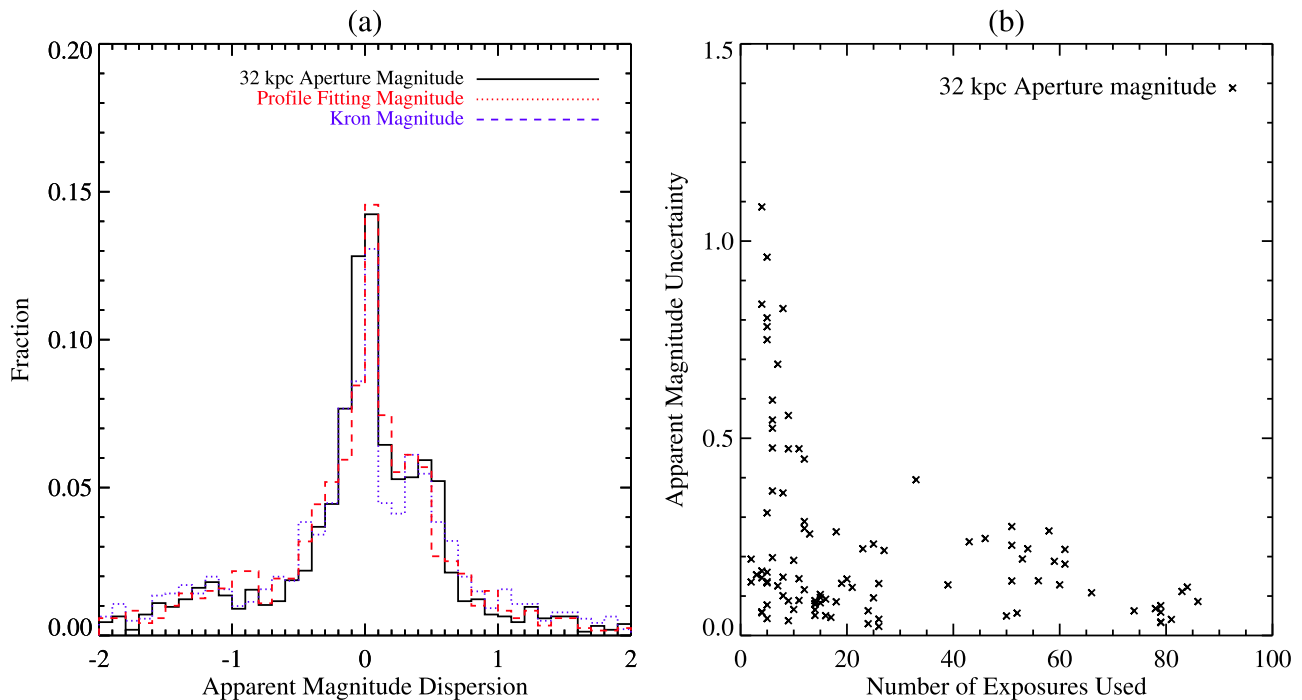 (a)
0.20
0.15
0.10
0.05
0.00
Fraction
32 kpc Aperture Magnitude
Profile Fitting Magnitude
Kron Magnitude
-2
-1
0
1
2
Apparent Magnitude Dispersion
(b)
1.5
1.0
0.5
0.0
Apparent Magnitude Uncertainty
32 kpc Aperture magnitude
0
20
40
60
80
100
Number of Exposures Used